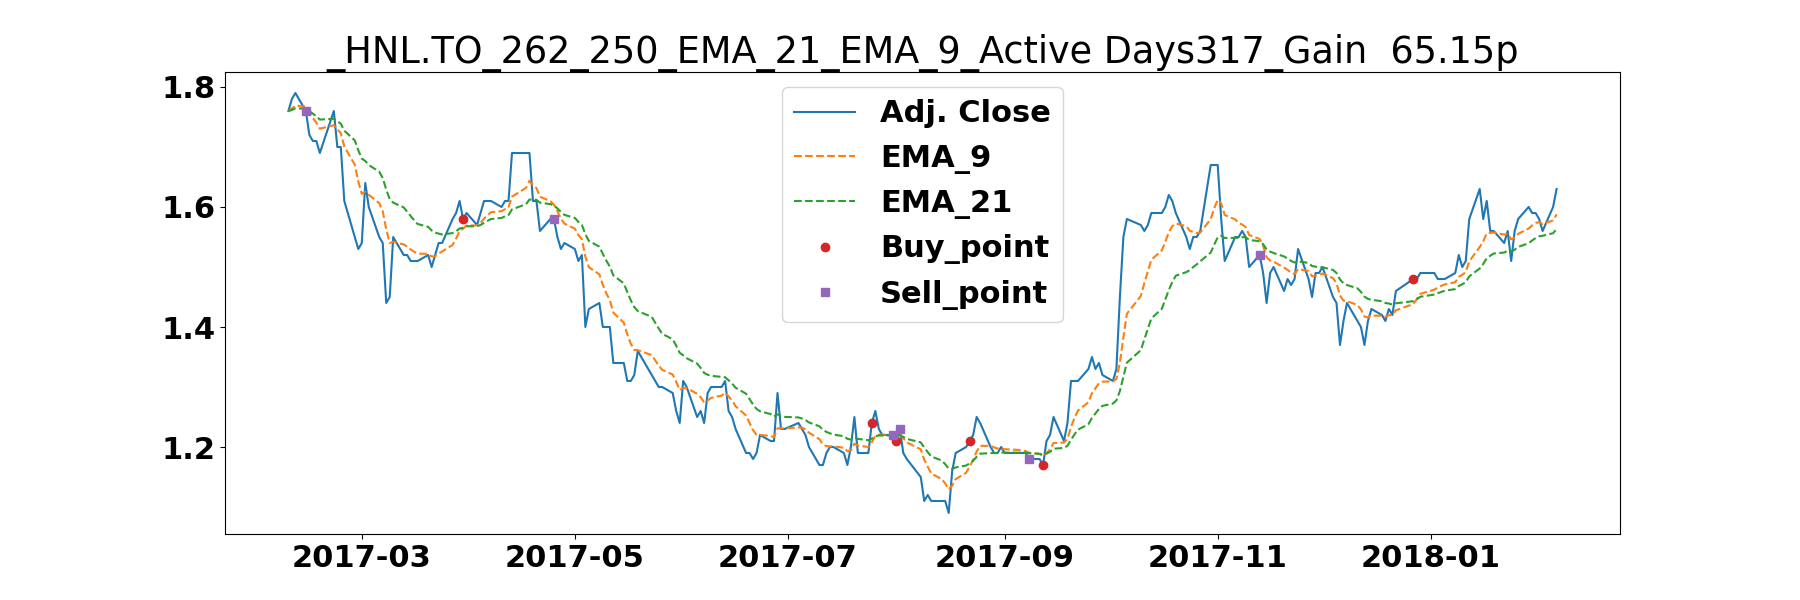 _HNL.TO_262_250_EMA_21_EMA_9_Active Days317_Gain  65.15p
1.8
1.6
1.4
1.2
Adj. Close
EMA_9
EMA_21
Buy_point
Sell_point
2017-03 2017-05 2017-07 2017-09 2017-11 2018-01